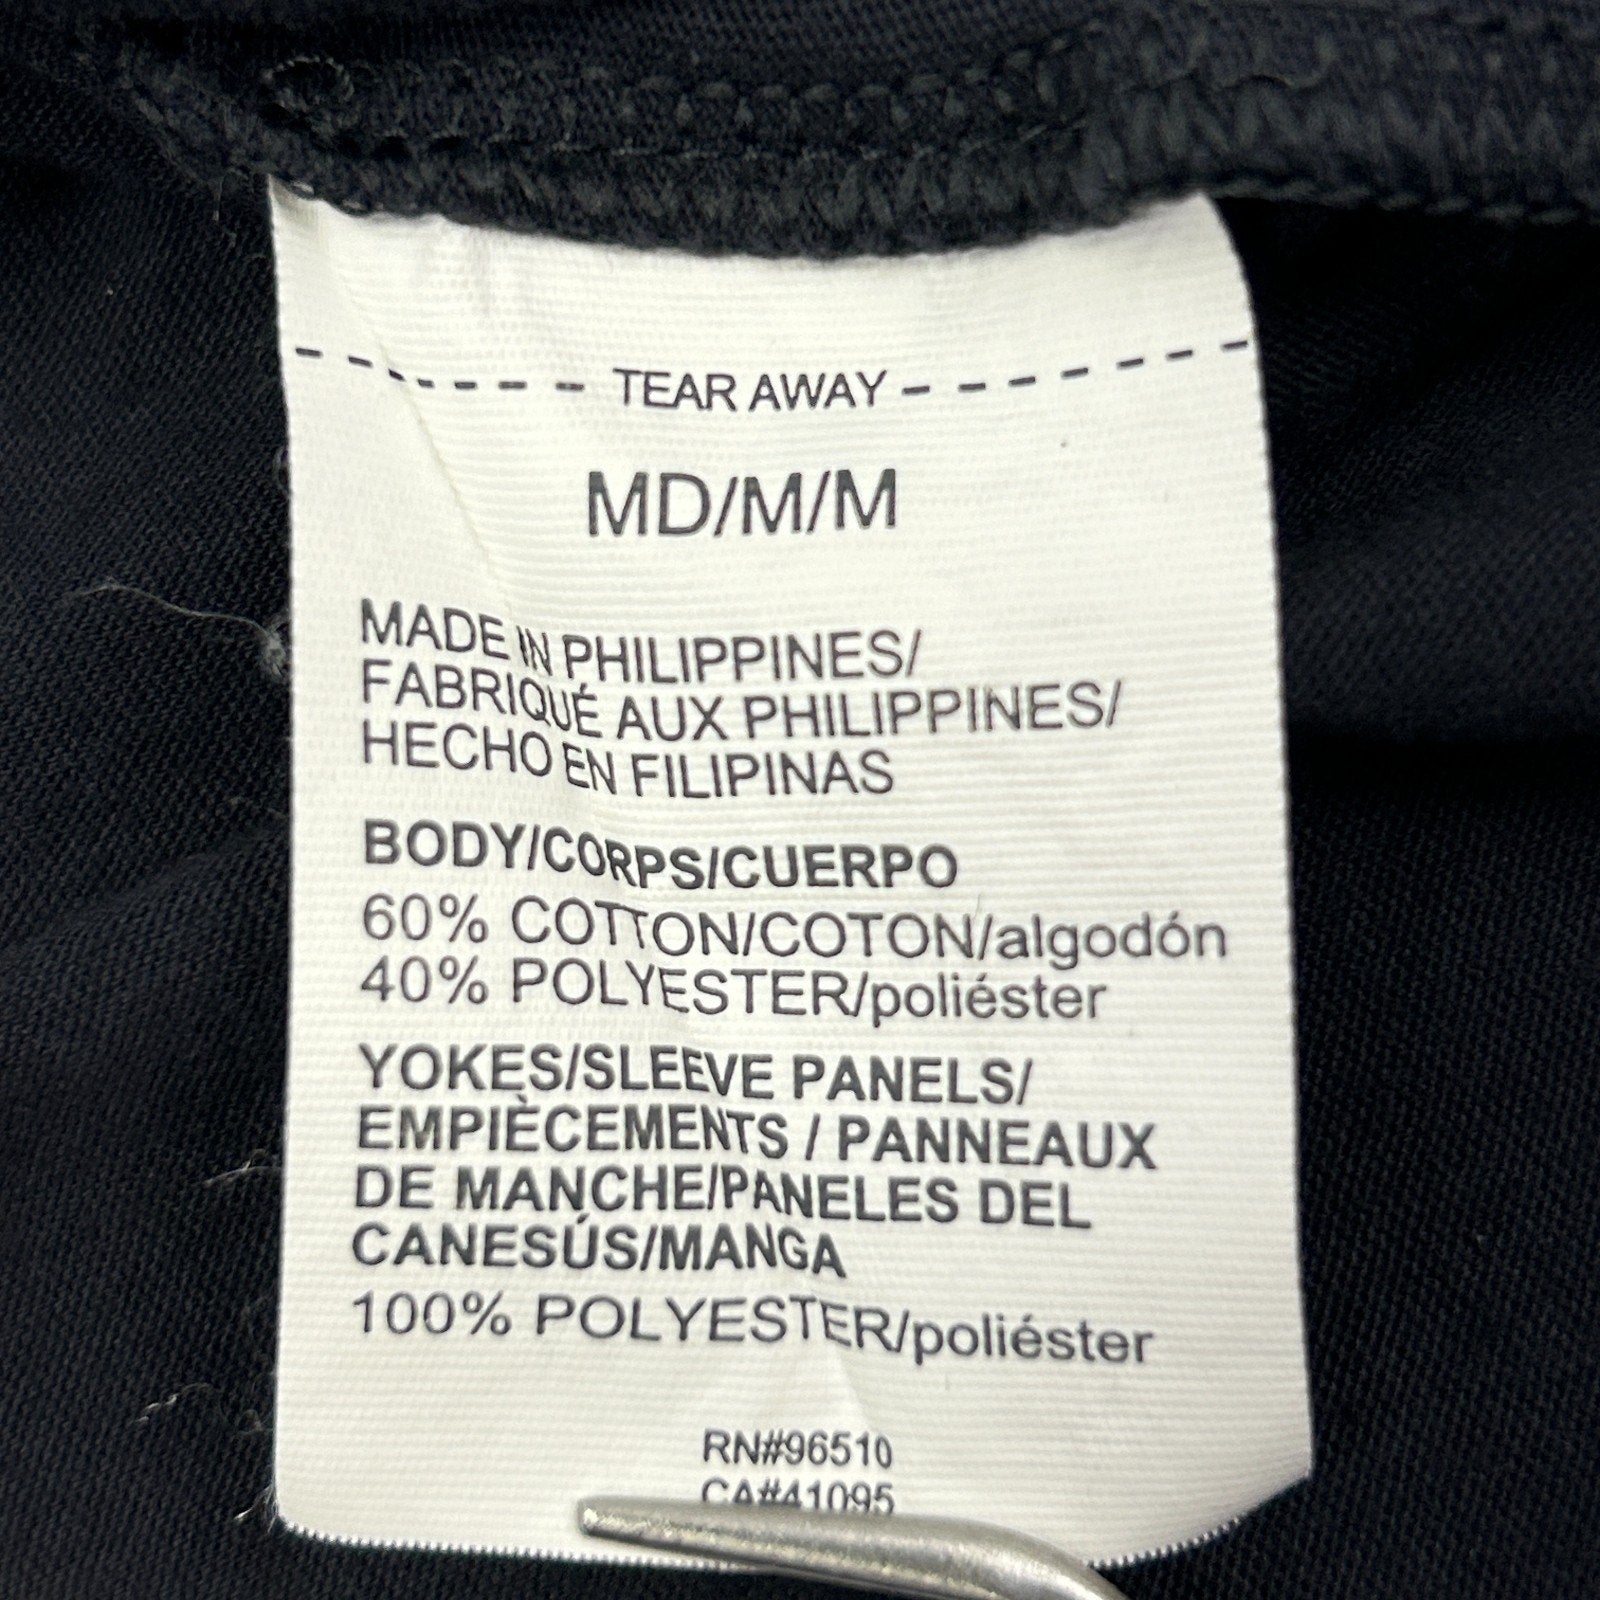 TEAR AWAY
MD/M/M
MADE IN PHILIPPINES/
FABRIQUÉ AUX PHILIPPINES/
HECHO EN FILIPINAS
BODY/CORPS/CUERPO
60% COTTON/COTON/algodón
40% POLYESTER/poliéster
YOKES/SLEEVE PANELS/
EMPIÈCEMENTS / PANNEAUX
DE MANCHE/PANELES DEL
CANESÚS/MANGA
100% POLYESTER/poliéster
RN#96510
CA#41095